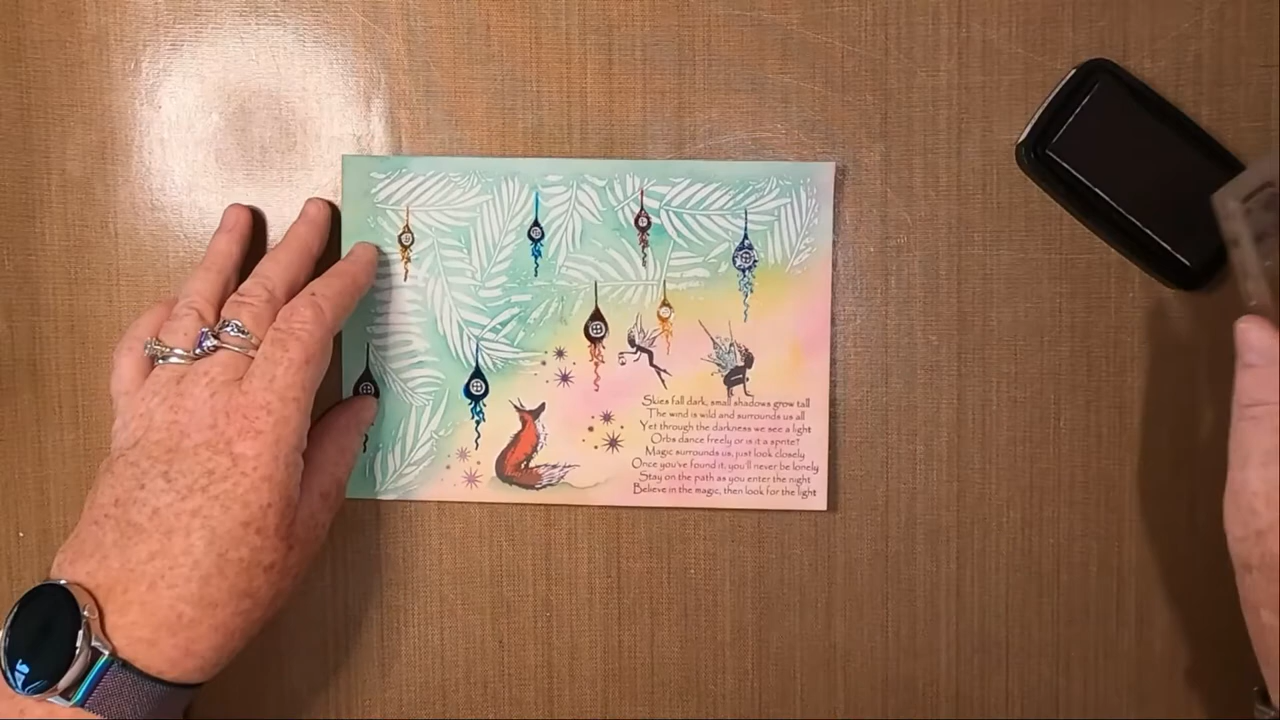 Skies fall dark, small shadows grow tall
The wind is wild and surrounds us all
Yet through the darkness we see a light
Orbs dance freely or is it a sprite?
Magic surrounds us, just look closely
Once you've found it, you'll never be lonely
Stay on the path as you enter the night
Believe in the magic, then look for the light